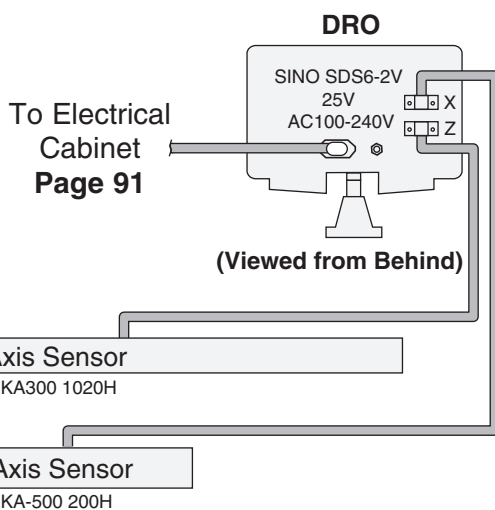 DRO
SINO SDS6-2V
25V
AC100-240V
X
Z
To Electrical
Cabinet
Page 91
(Viewed from Behind)
Axis Sensor
KA300 1020H
Axis Sensor
KA-500 200H